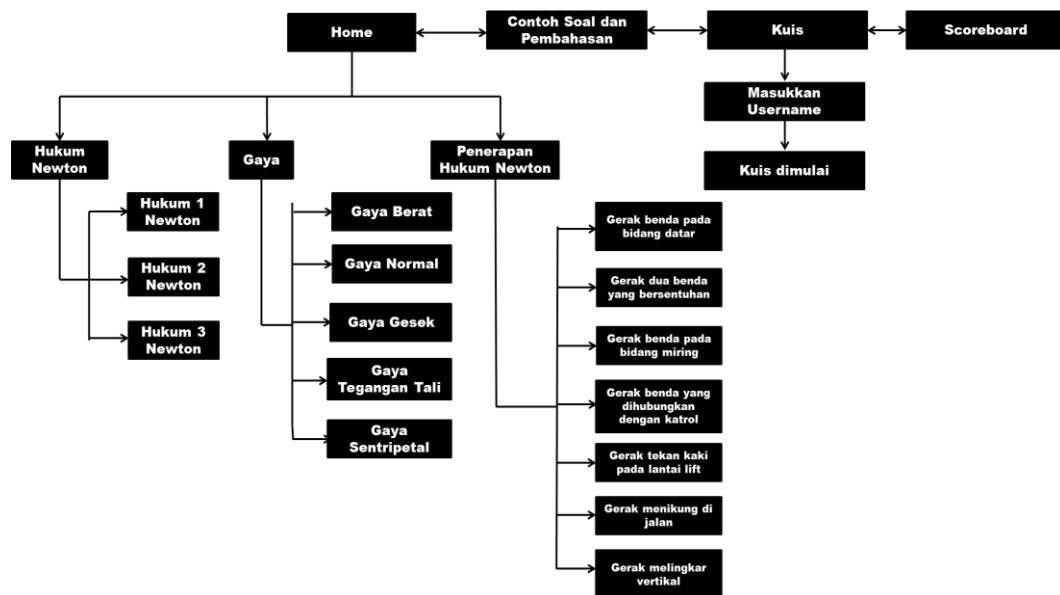 Home
Contoh Soal dan
Pembahasan
Kuis
Scoreboard
Masukkan
Username
Kuis dimulai
Hukum
Newton
Gaya
Penerapan
Hukum Newton
Hukum 1
Newton
Hukum 2
Newton
Hukum 3
Newton
Gaya Berat
Gaya Normal
Gaya Gesek
Gaya
Tegangan Tali
Gaya
Sentripetal
Gerak benda pada
bidang datar
Gerak dua benda
yang bersentuhan
Gerak benda pada
bidang miring
Gerak benda yang
dihubungkan
dengan katrol
Gerak tekan kaki
pada lantai lift
Gerak menikung di
jalan
Gerak melingkar
vertikal